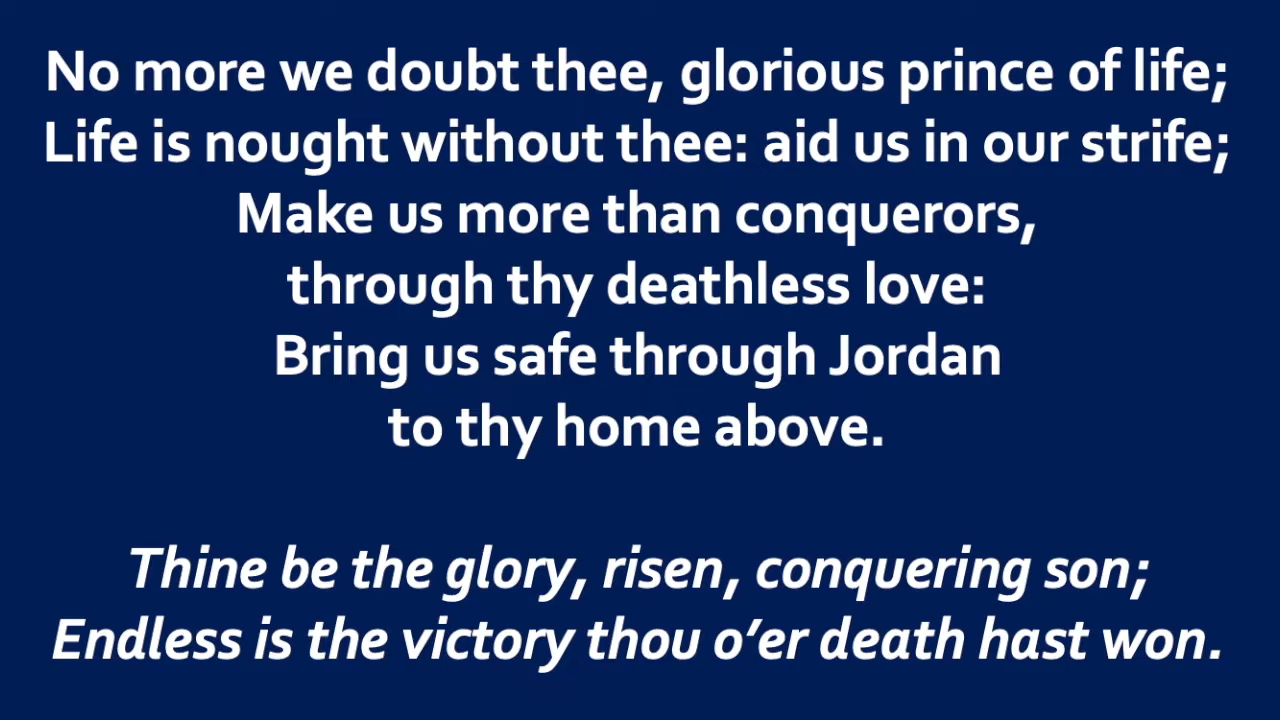 No more we doubt thee, glorious prince of life;
Life is nought without thee: aid us in our strife;
Make us more than conquerors,
through thy deathless love:
Bring us safe through Jordan
to thy home above.
Thine be the glory, risen, conquering son;
Endless is the victory thou o’er death hast won.